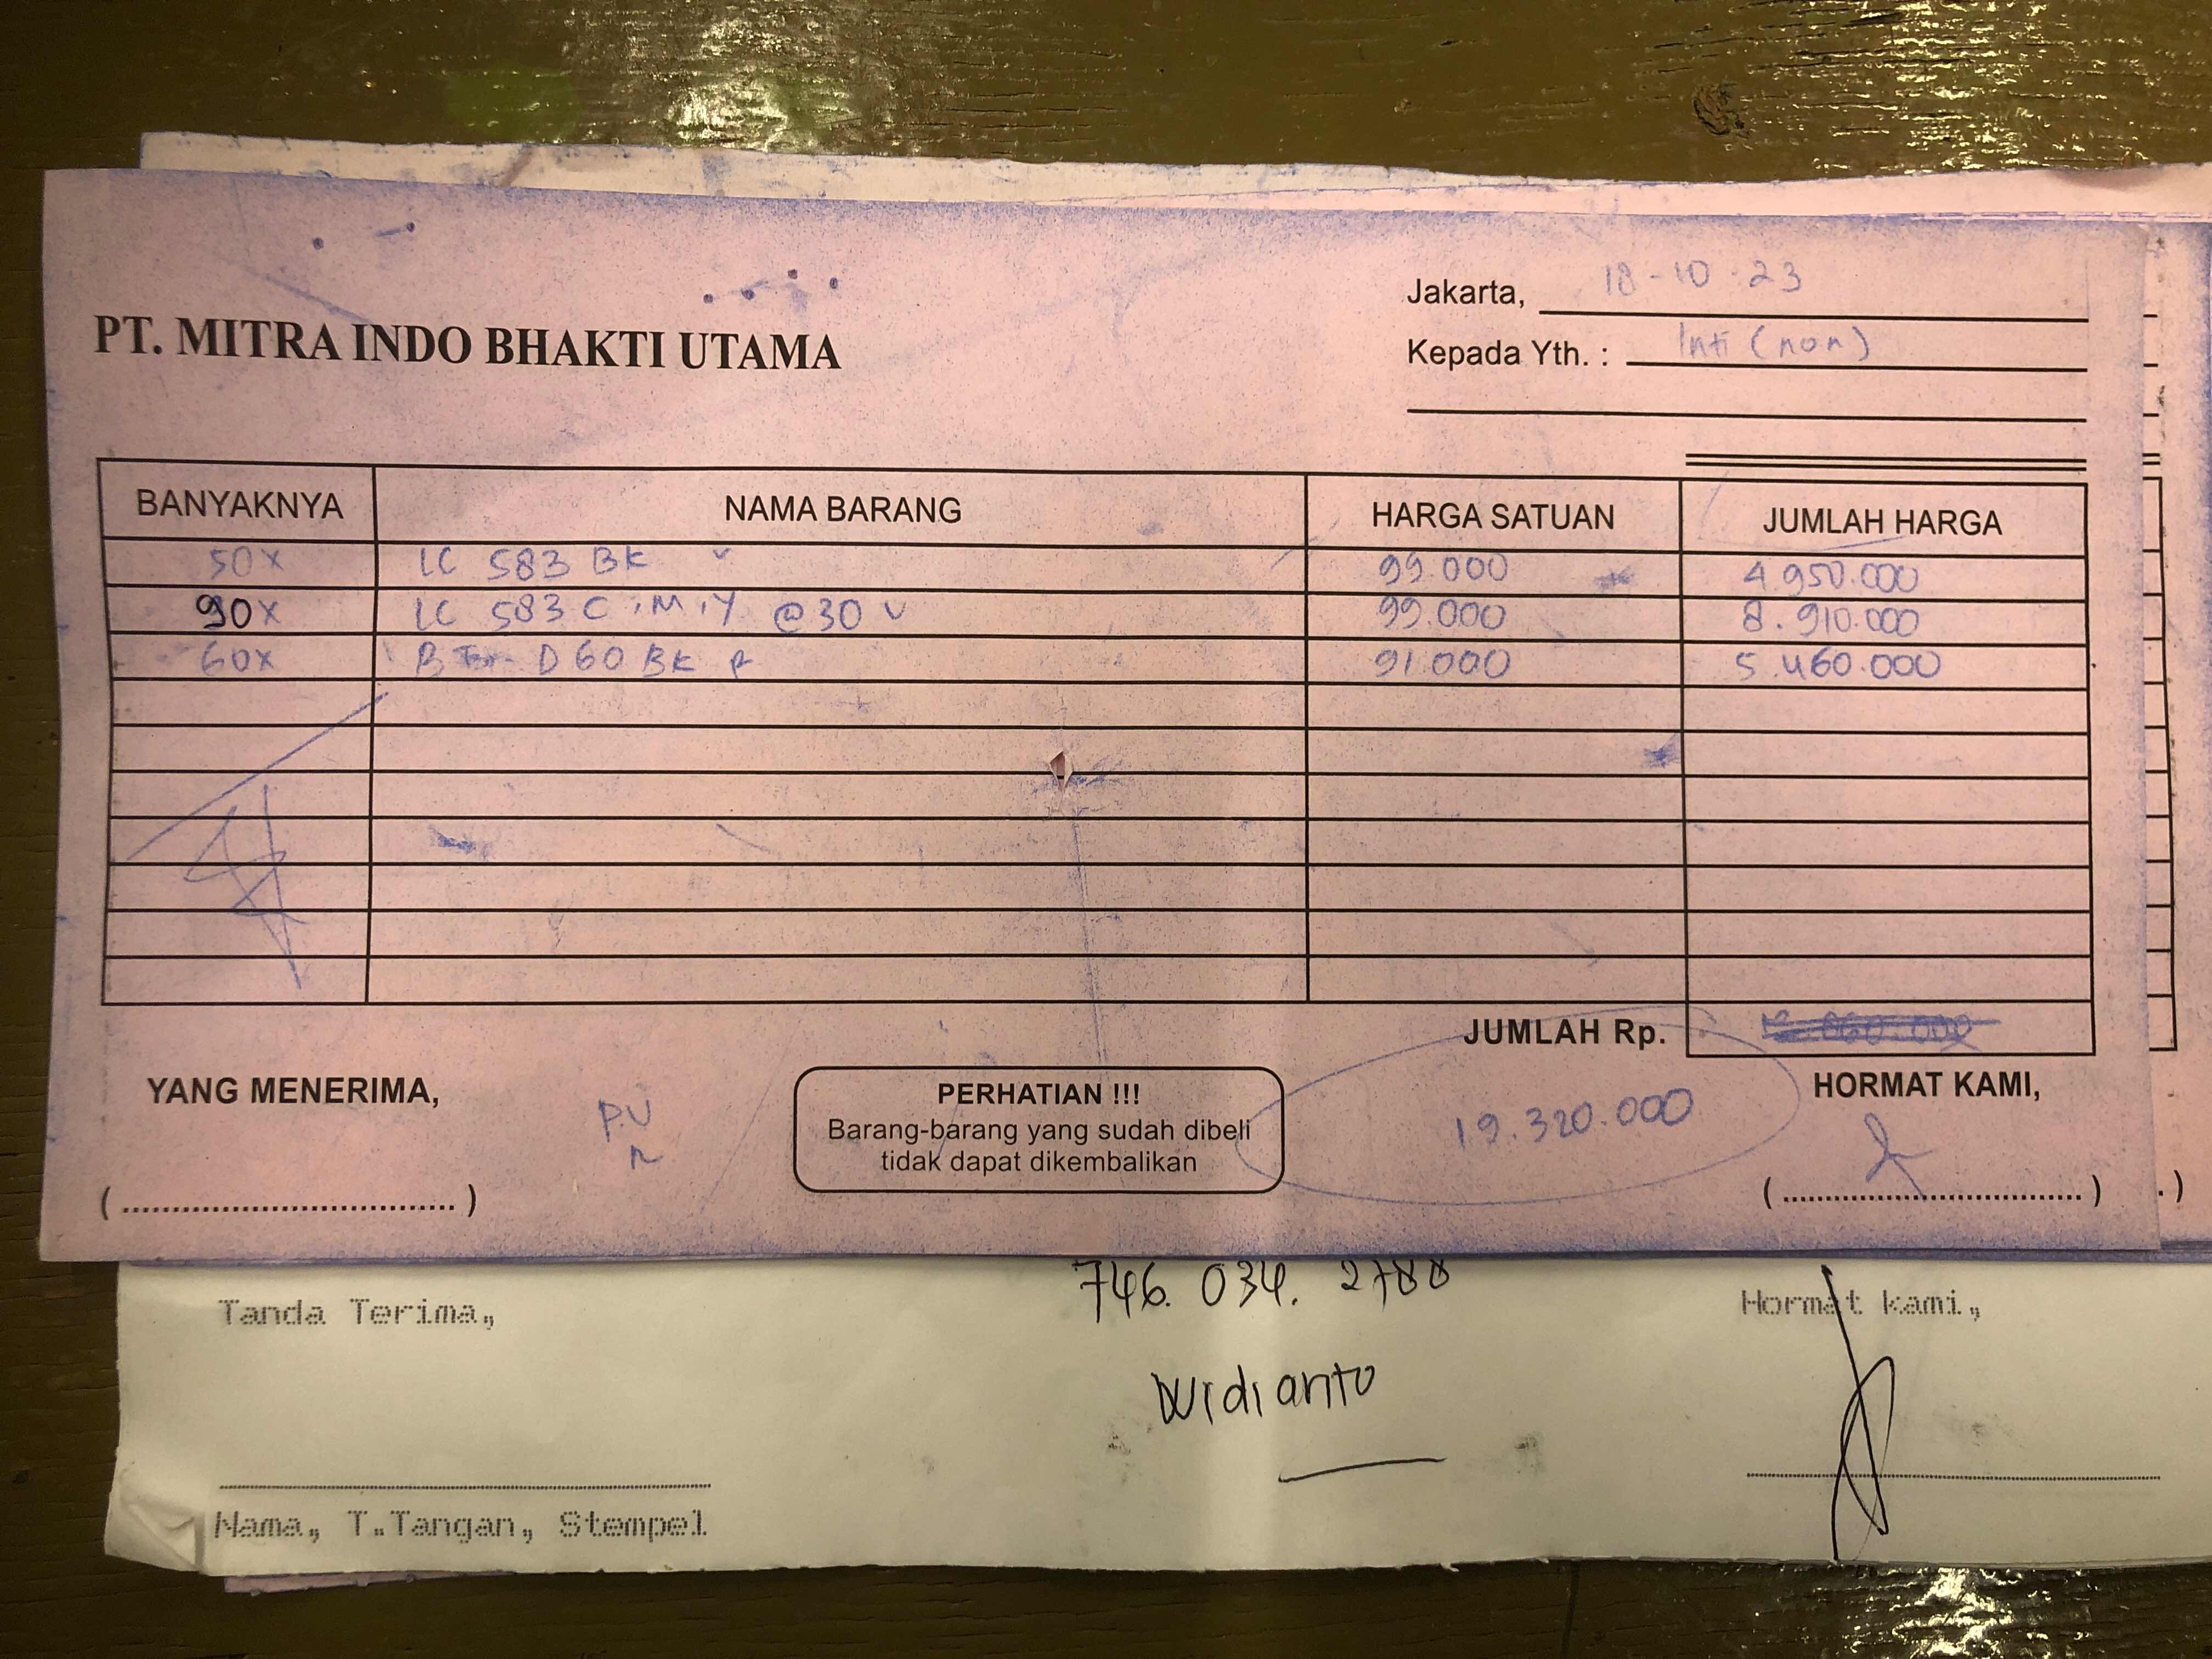 Jakarta, 18-10-23
PT. MITRA INDO BHAKTI UTAMA
Kepada Yth. : Inti (non)
BANYAKNYA NAMA BARANG HARGA SATUAN JUMLAH HARGA
50x LC 583 BK 99.000 4.950.000
90x LC 583 C,M,Y @30 99.000 8.910.000
60x D60 BK 91.000 5.460.000
JUMLAH Rp.
YANG MENERIMA, HORMAT KAMI,
P.U
PERHATIAN !!!
Barang-barang yang sudah dibeli
tidak dapat dikembalikan
19.320.000
(..................................) (..................................)
746. 034. 2788
Tanda Terima, Hormat kami,
Widianto
Nama, T.Tangan, Stempel